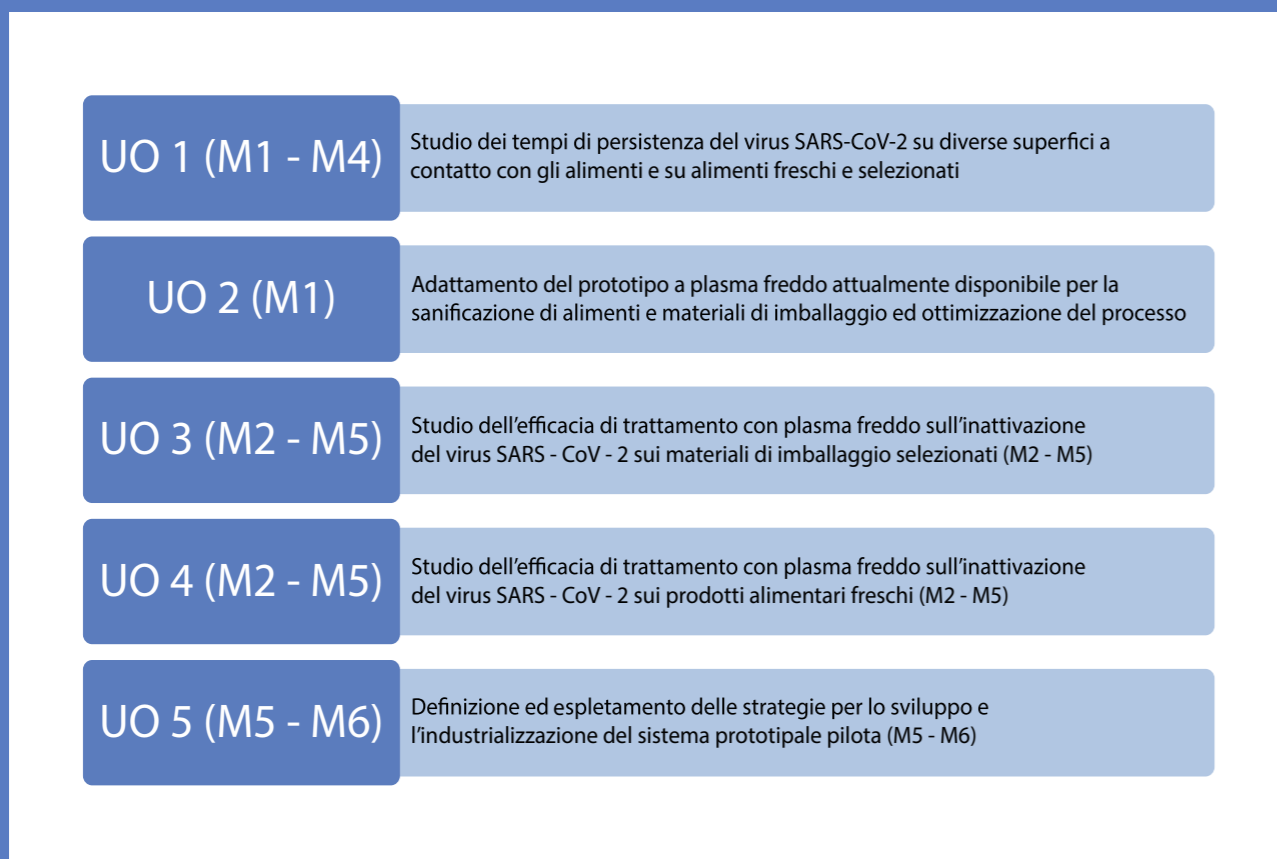 UO 1 (M1 - M4)
Studio dei tempi di persistenza del virus SARS-CoV-2 su diverse superfici a
contatto con gli alimenti e su alimenti freschi e selezionati
UO 2 (M1)
Adattamento del prototipo a plasma freddo attualmente disponibile per la
sanificazione di alimenti e materiali di imballaggio ed ottimizzazione del processo
UO 3 (M2 - M5)
Studio dell’efficacia di trattamento con plasma freddo sull’inattivazione
del virus SARS - CoV - 2 sui materiali di imballaggio selezionati (M2 - M5)
UO 4 (M2 - M5)
Studio dell’efficacia di trattamento con plasma freddo sull’inattivazione
del virus SARS - CoV - 2 sui prodotti alimentari freschi (M2 - M5)
UO 5 (M5 - M6)
Definizione ed espletamento delle strategie per lo sviluppo e
l’industrializzazione del sistema prototipale pilota (M5 - M6)